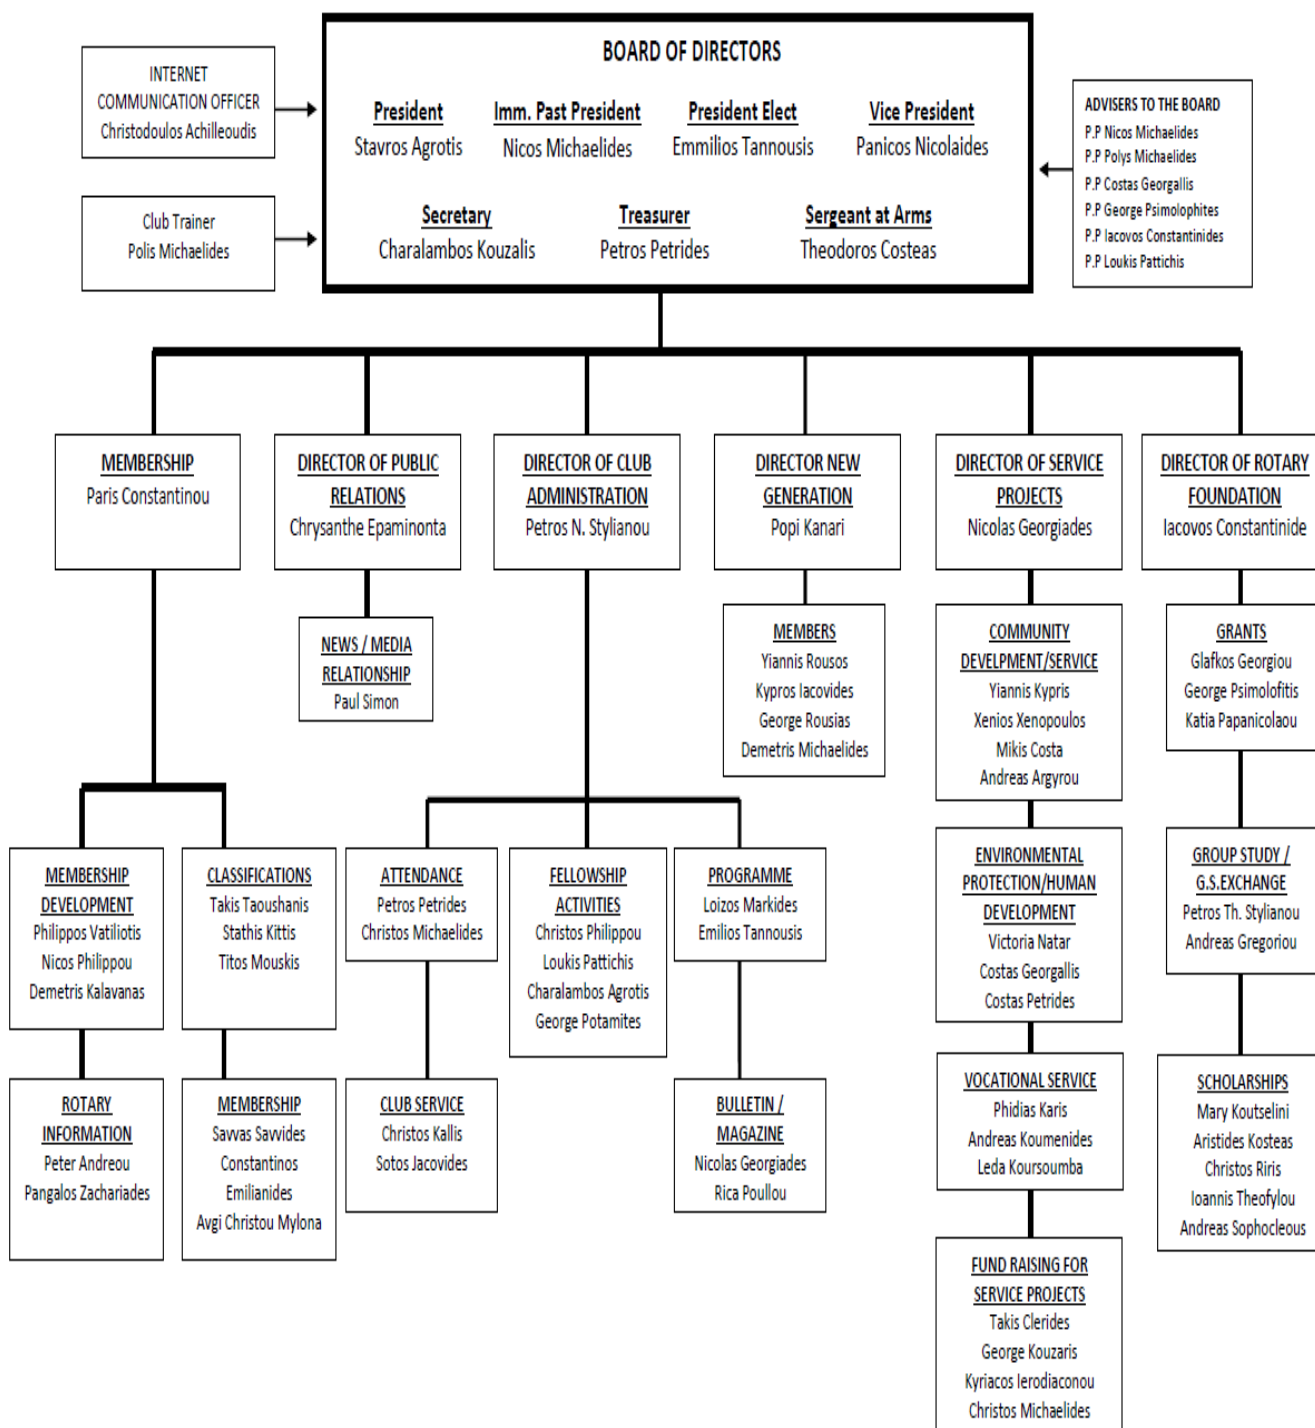 BOARD OF DIRECTORS
President
Stavros Agrotis
Imm. Past President
Nicos Michaelides
President Elect
Emmilios Tannousis
Vice President
Panicos Nicolaides
Secretary
Charalambos Kouzalis
Treasurer
Petros Petrides
Sergeant at Arms
Theodoros Costeas
INTERNET
COMMUNICATION OFFICER
Christodoulos Achilleoudis
Club Trainer
Polis Michaelides
ADVISERS TO THE BOARD
P.P Nicos Michaelides
P.P Polys Michaelides
P.P Costas Georgallis
P.P George Psimolophites
P.P Iacovos Constantinides
P.P Loukis Pattichis
MEMBERSHIP
Paris Constantinou
DIRECTOR OF PUBLIC
RELATIONS
Chrysanthe Epaminonta
DIRECTOR OF CLUB
ADMINISTRATION
Petros N. Stylianou
DIRECTOR NEW
GENERATION
Popi Kanari
DIRECTOR OF SERVICE
PROJECTS
Nicolas Georgiades
DIRECTOR OF ROTARY
FOUNDATION
Iacovos Constantinide
NEWS / MEDIA
RELATIONSHIP
Paul Simon
MEMBERS
Yiannis Rousos
Kypros Iacovides
George Rousias
Demetris Michaelides
COMMUNITY
DEVELPMENT/SERVICE
Yiannis Kypris
Xenios Xenopoulos
Mikis Costa
Andreas Argyrou
GRANTS
Glafkos Georgiou
George Psimolofitis
Katia Papanicolaou
MEMBERSHIP
DEVELOPMENT
Philippos Vatiliotis
Nicos Philippou
Demetris Kalavanas
CLASSIFICATIONS
Takis Taoushanis
Stathis Kittis
Titos Mouskis
ATTENDANCE
Petros Petrides
Christos Michaelides
FELLOWSHIP
ACTIVITIES
Christos Philippou
Loukis Pattichis
Charalambos Agrotis
George Potamites
PROGRAMME
Loizos Markides
Emilios Tannousis
ENVIRONMENTAL
PROTECTION/HUMAN
DEVELOPMENT
Victoria Natar
Costas Georgallis
Costas Petrides
GROUP STUDY /
G.S.EXCHANGE
Petros Th. Stylianou
Andreas Gregoriou
ROTARY
INFORMATION
Peter Andreou
Pangalos Zachariades
MEMBERSHIP
Savvas Savvides
Constantinos
Emilianides
Avgi Christou Mylona
CLUB SERVICE
Christos Kallis
Sotos Jacovides
BULLETIN /
MAGAZINE
Nicolas Georgiades
Rica Poullou
VOCATIONAL SERVICE
Phidias Karis
Andreas Koumenides
Leda Koursoumba
SCHOLARSHIPS
Mary Koutselini
Aristides Kosteas
Christos Riris
Ioannis Theofylou
Andreas Sophocleous
FUND RAISING FOR
SERVICE PROJECTS
Takis Clerides
George Kouzaris
Kyriacos Ierodiaconou
Christos Michaelides